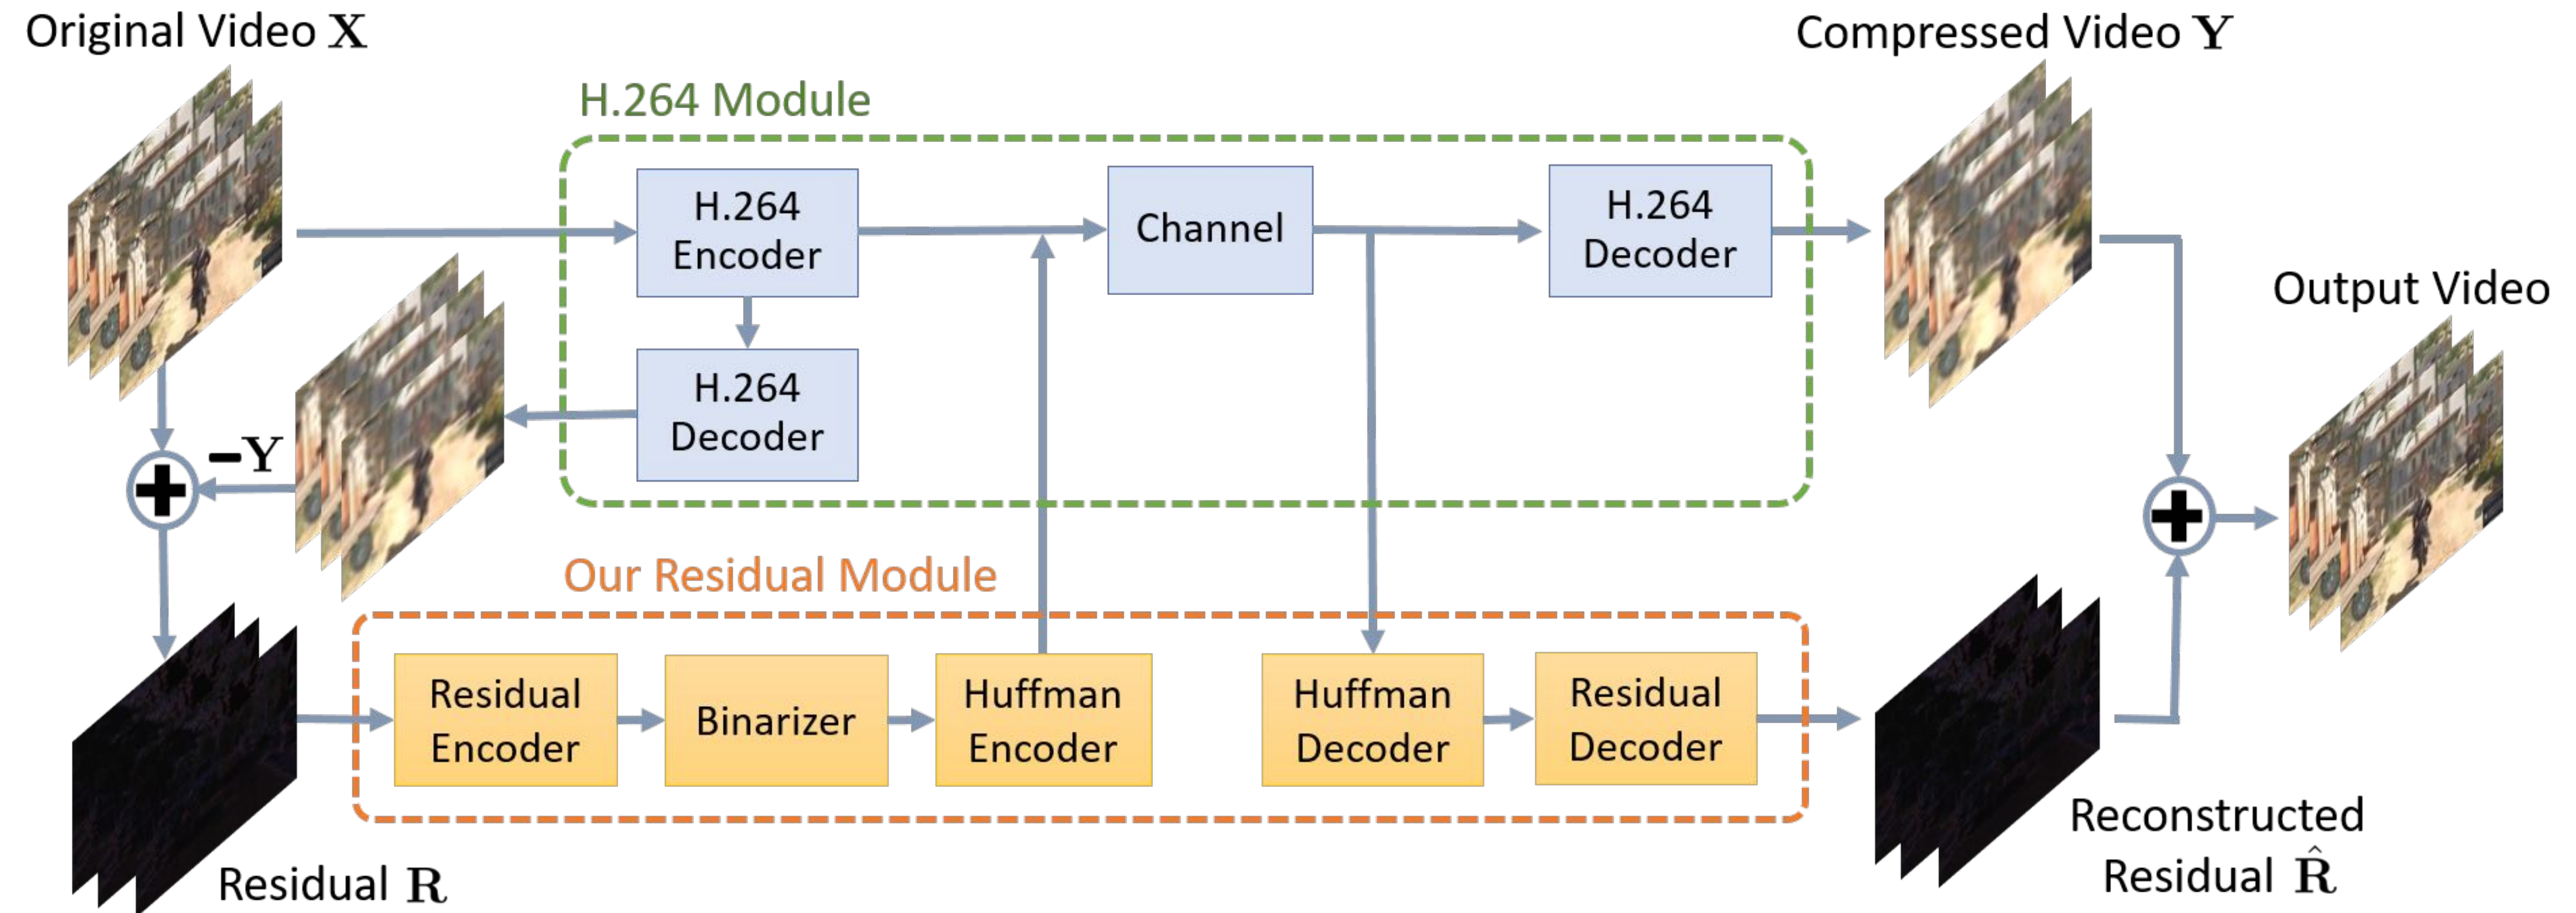 Original Video X
Compressed Video Y
H.264 Module
H.264
Encoder
Channel
H.264
Decoder
Output Video
H.264
Decoder
−Y
Our Residual Module
Residual
Encoder
Binarizer
Huffman
Encoder
Huffman
Decoder
Residual
Decoder
Residual R
Reconstructed
Residual R̂